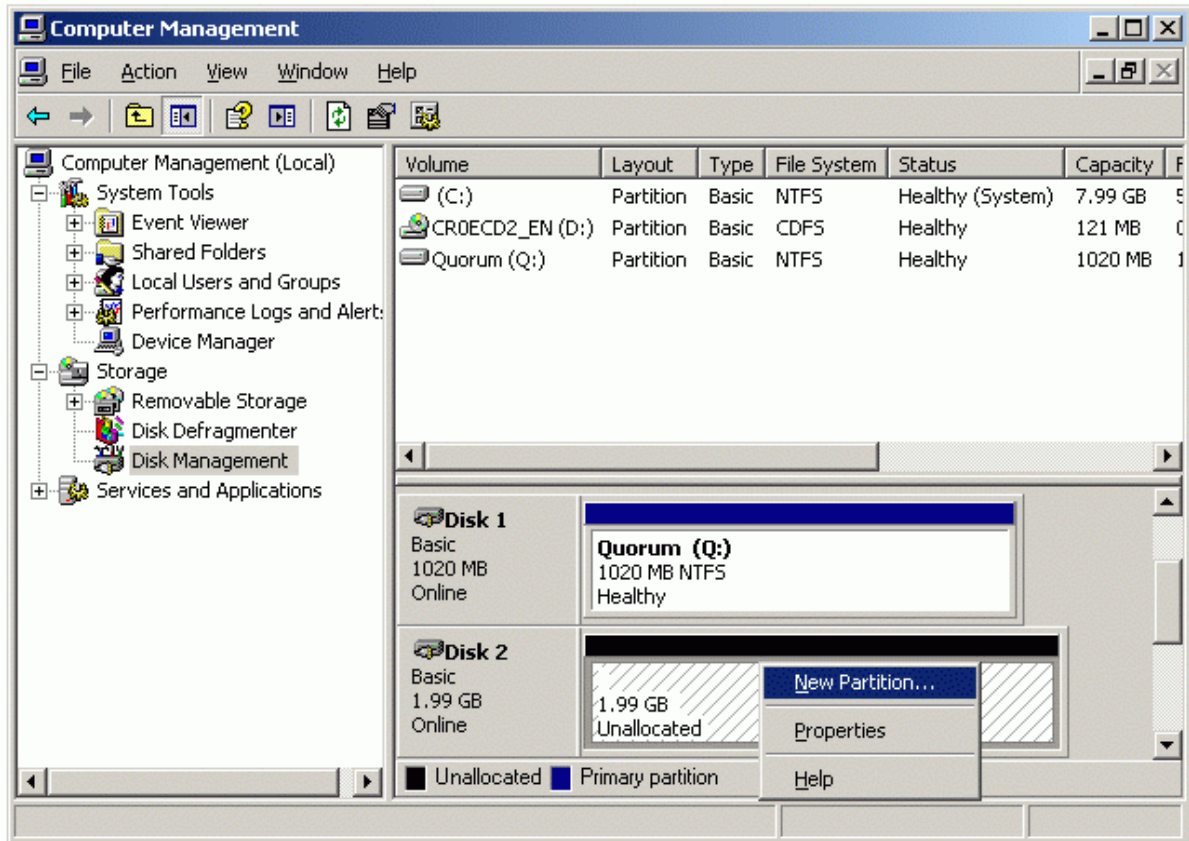 Computer Management
File Action View Window Help
Computer Management (Local)
System Tools
Event Viewer
Shared Folders
Local Users and Groups
Performance Logs and Alert
Device Manager
Storage
Removable Storage
Disk Defragmenter
Disk Management
Services and Applications
Volume Layout Type File System Status Capacity F
(C:) Partition Basic NTFS Healthy (System) 7.99 GB 5
CR0ECD2_EN (D:) Partition Basic CDFS Healthy 121 MB 0
Quorum (Q:) Partition Basic NTFS Healthy 1020 MB 1
Disk 1
Basic
1020 MB
Online
Quorum (Q:)
1020 MB NTFS
Healthy
Disk 2
Basic
1.99 GB
Online
1.99 GB
Unallocated
New Partition...
Properties
Help
Unallocated Primary partition